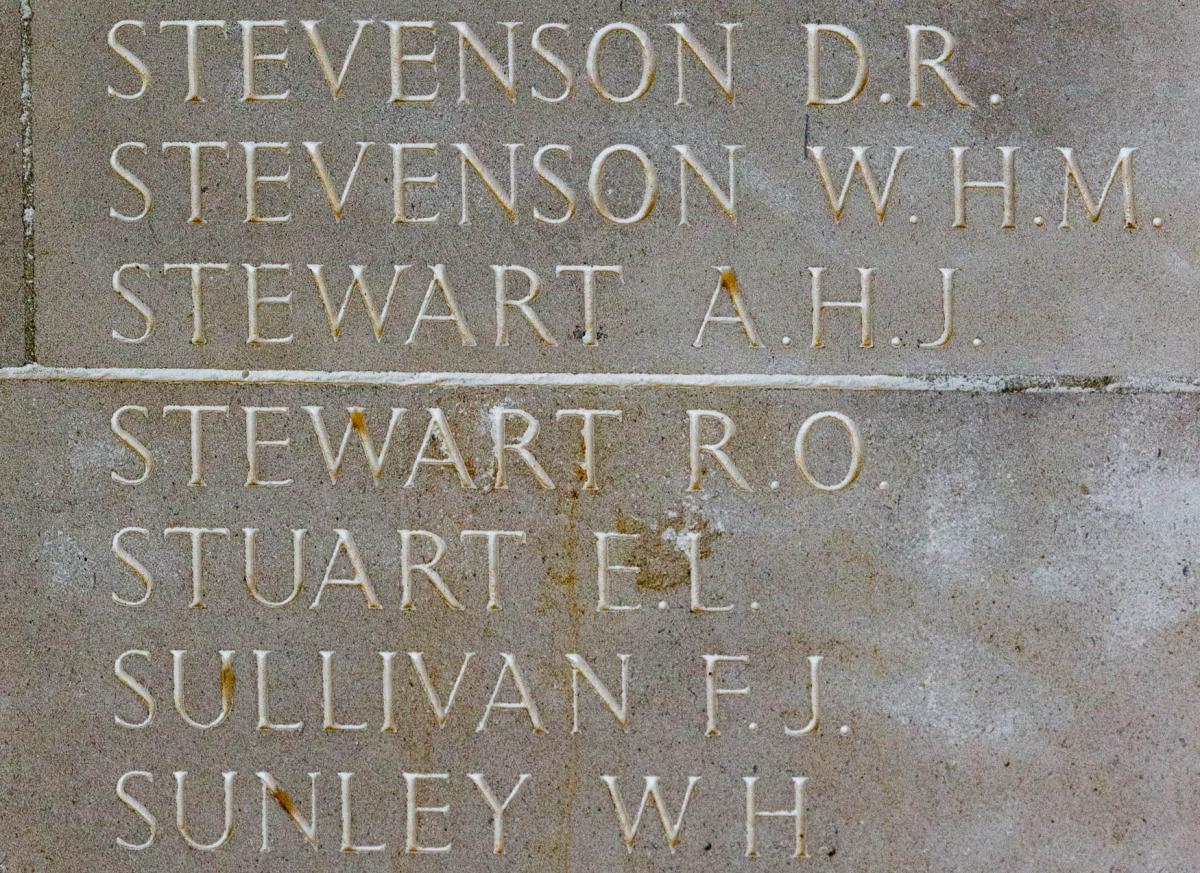 STEVENSON D.R.
STEVENSON W.H.M.
STEWART A.H.J.
STEWART R.O.
STUART E.L.
SULLIVAN F.J.
SUNLEY W.H.